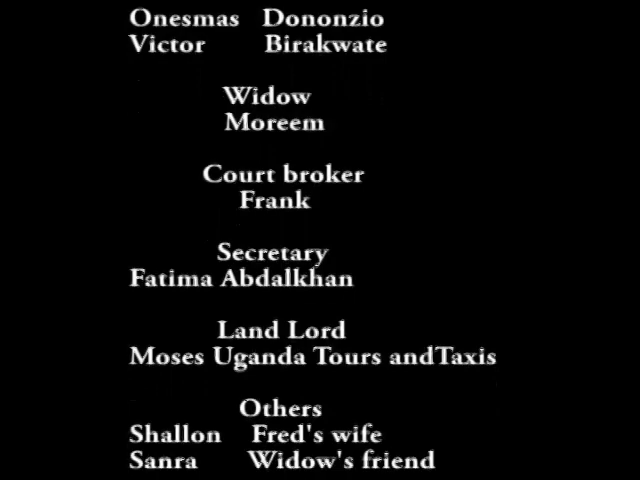 Onesmas Dononzio
Victor Birakwate
Widow
Moreem
Court broker
Frank
Secretary
Fatima Abdalkhan
Land Lord
Moses Uganda Tours andTaxis
Others
Shallon Fred's wife
Sanra Widow's friend